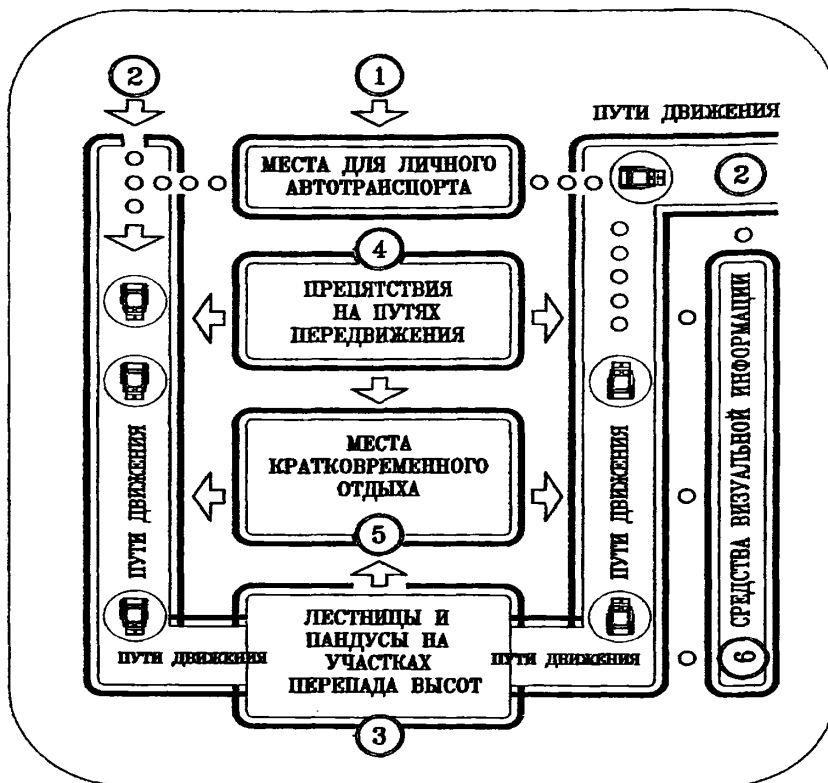 2
1
ПУТИ ДВИЖЕНИЯ
МЕСТА ДЛЯ ЛИЧНОГО
АВТОТРАНСПОРТА
2
4
ПРЕПЯТСТВИЯ
НА ПУТЯХ
ПЕРЕДВИЖЕНИЯ
МЕСТА
КРАТКОВРЕМЕННОГО
ОТДЫХА
5
ПУТИ ДВИЖЕНИЯ
ПУТИ ДВИЖЕНИЯ
СРЕДСТВА ВИЗУАЛЬНОЙ ИНФОРМАЦИИ
6
ЛЕСТНИЦЫ И
ПАНДУСЫ НА
УЧАСТКАХ
ПЕРЕПАДА ВЫСОТ
ПУТИ ДВИЖЕНИЯ
ПУТИ ДВИЖЕНИЯ
3